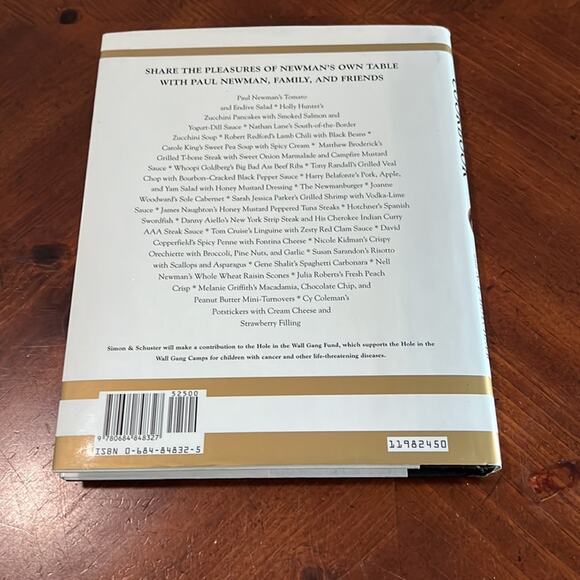 SHARE THE PLEASURES OF NEWMAN'S OWN TABLE
WITH PAUL NEWMAN, FAMILY, AND FRIENDS
Paul Newman's Tomato
and Endive Salad * Holly Hunter's
Zucchini Pancakes with Smoked Salmon and
Yogurt-Dill Sauce * Nathan Lane's South-of-the-Border
Zucchini Soup * Robert Redford's Lamb Chili with Black Beans *
Carole King's Sweet Pea Soup with Spicy Cream * Matthew Broderick's
Grilled T-bone Steak with Sweet Onion Marmalade and Campfire Mustard
Sauce * Whoopi Goldberg's Big Bad Ass Beef Ribs * Tony Randall's Grilled Veal
Chop with Bourbon-Cracked Black Pepper Sauce * Harry Belafonte's Pork, Apple,
and Yam Salad with Honey Mustard Dressing * The Newmanburger * Joanne
Woodward's Sole Cabernet * Sarah Jessica Parker's Grilled Shrimp with Vodka-Lime
Sauce * James Naughton's Honey Mustard Peppered Tuna Steaks * Hotchner's Spanish
Swordfish * Danny Aiello's New York Strip Steak and His Cherokee Indian Curry
AAA Steak Sauce * Tom Cruise's Linguine with Zesty Red Clam Sauce * David
Copperfield's Spicy Penne with Fontina Cheese * Nicole Kidman's Crispy
Orechiette with Broccoli, Pine Nuts, and Garlic * Susan Sarandon's Risotto
with Scallops and Asparagus * Gene Shalit's Spaghetti Carbonara * Nell
Newman's Whole Wheat Raisin Scones * Julia Roberts's Fresh Peach
Crisp * Melanie Griffith's Macadamia, Chocolate Chip, and
Peanut Butter Mini-Turnovers * Cy Coleman's
Potstickers with Cream Cheese and
Strawberry Filling
Simon & Schuster will make a contribution to the Hole in the Wall Gang Fund, which supports the Hole in the
Wall Gang Camps for children with cancer and other life-threatening diseases.
52500
9 780684 848327
ISBN 0-684-84832-5
11982450